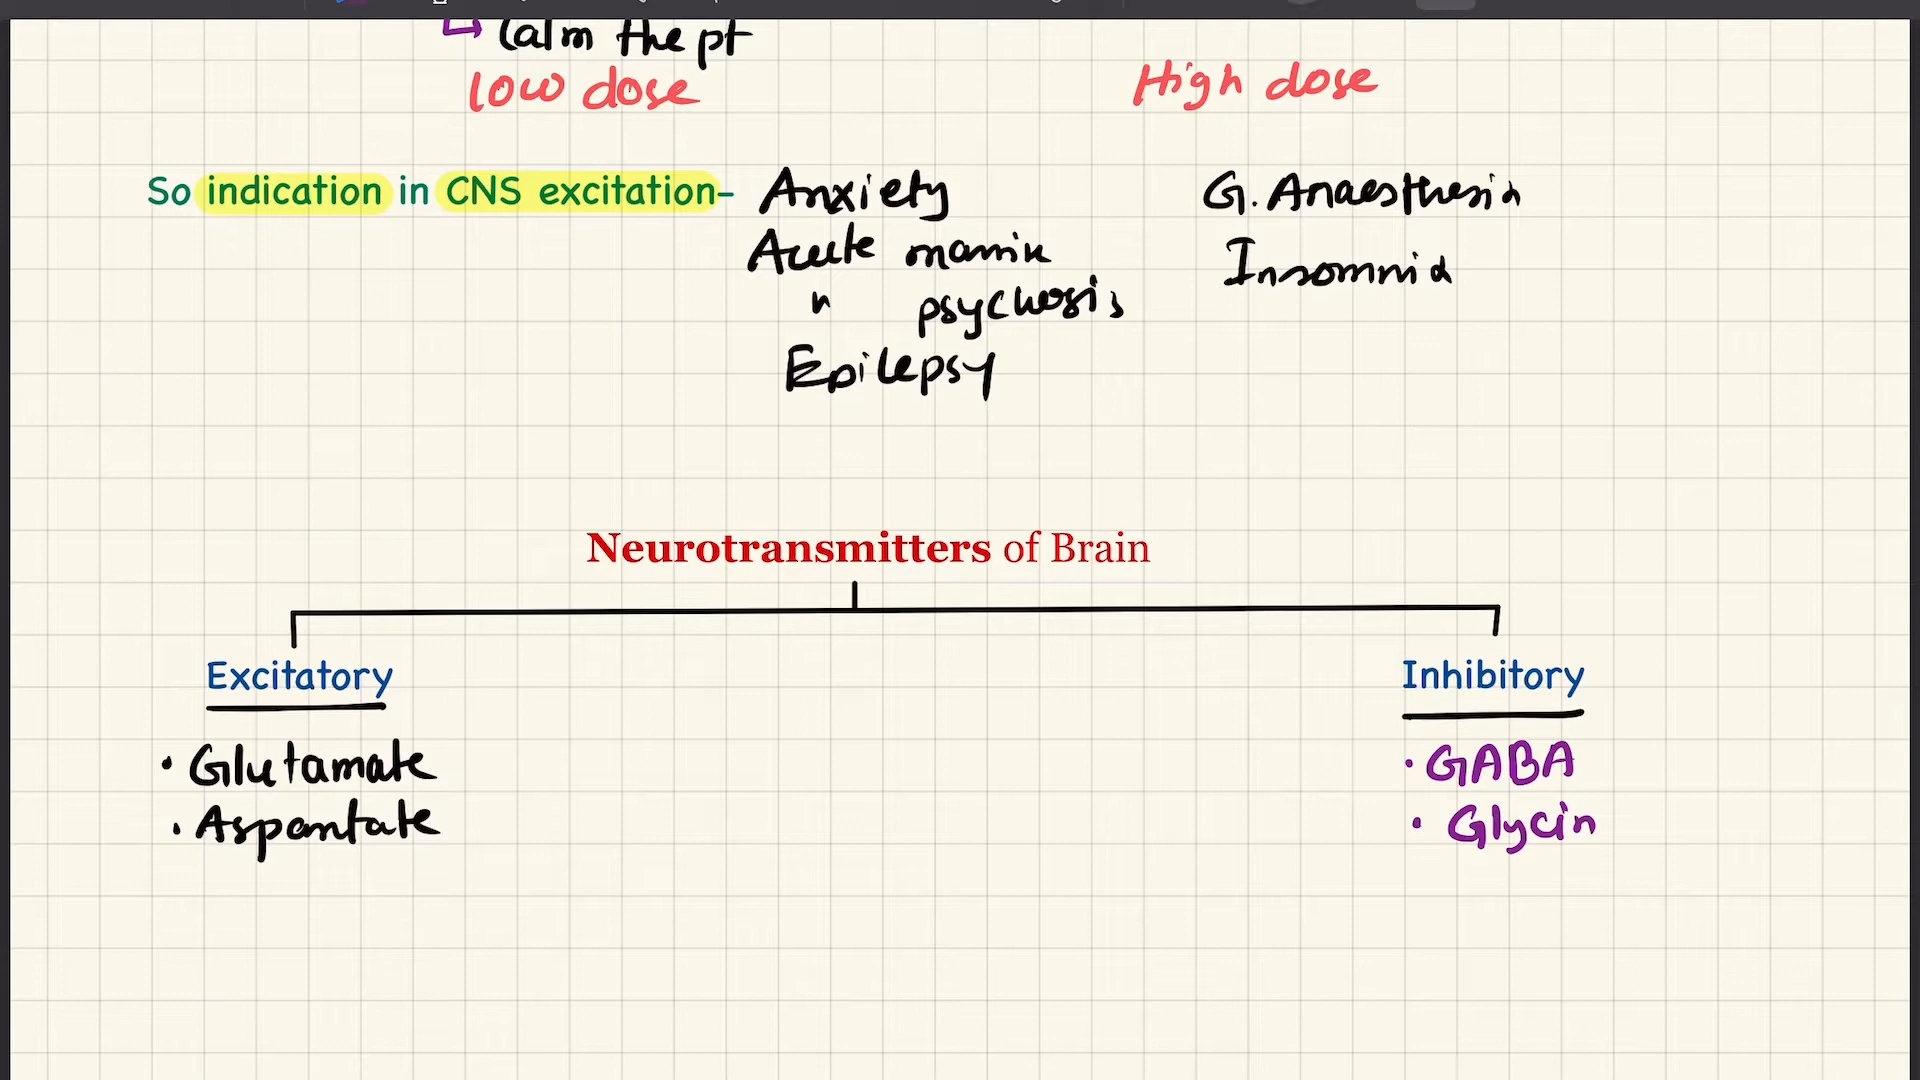 ↳ Calm the pt
low dose
High dose
So indication in CNS excitation- Anxiety
G. Anaesthesia
Acute mania
Insomnia
" psychosis
Epilepsy
Neurotransmitters of Brain
Excitatory
Inhibitory
• Glutamate
• GABA
• Aspartate
• Glycin